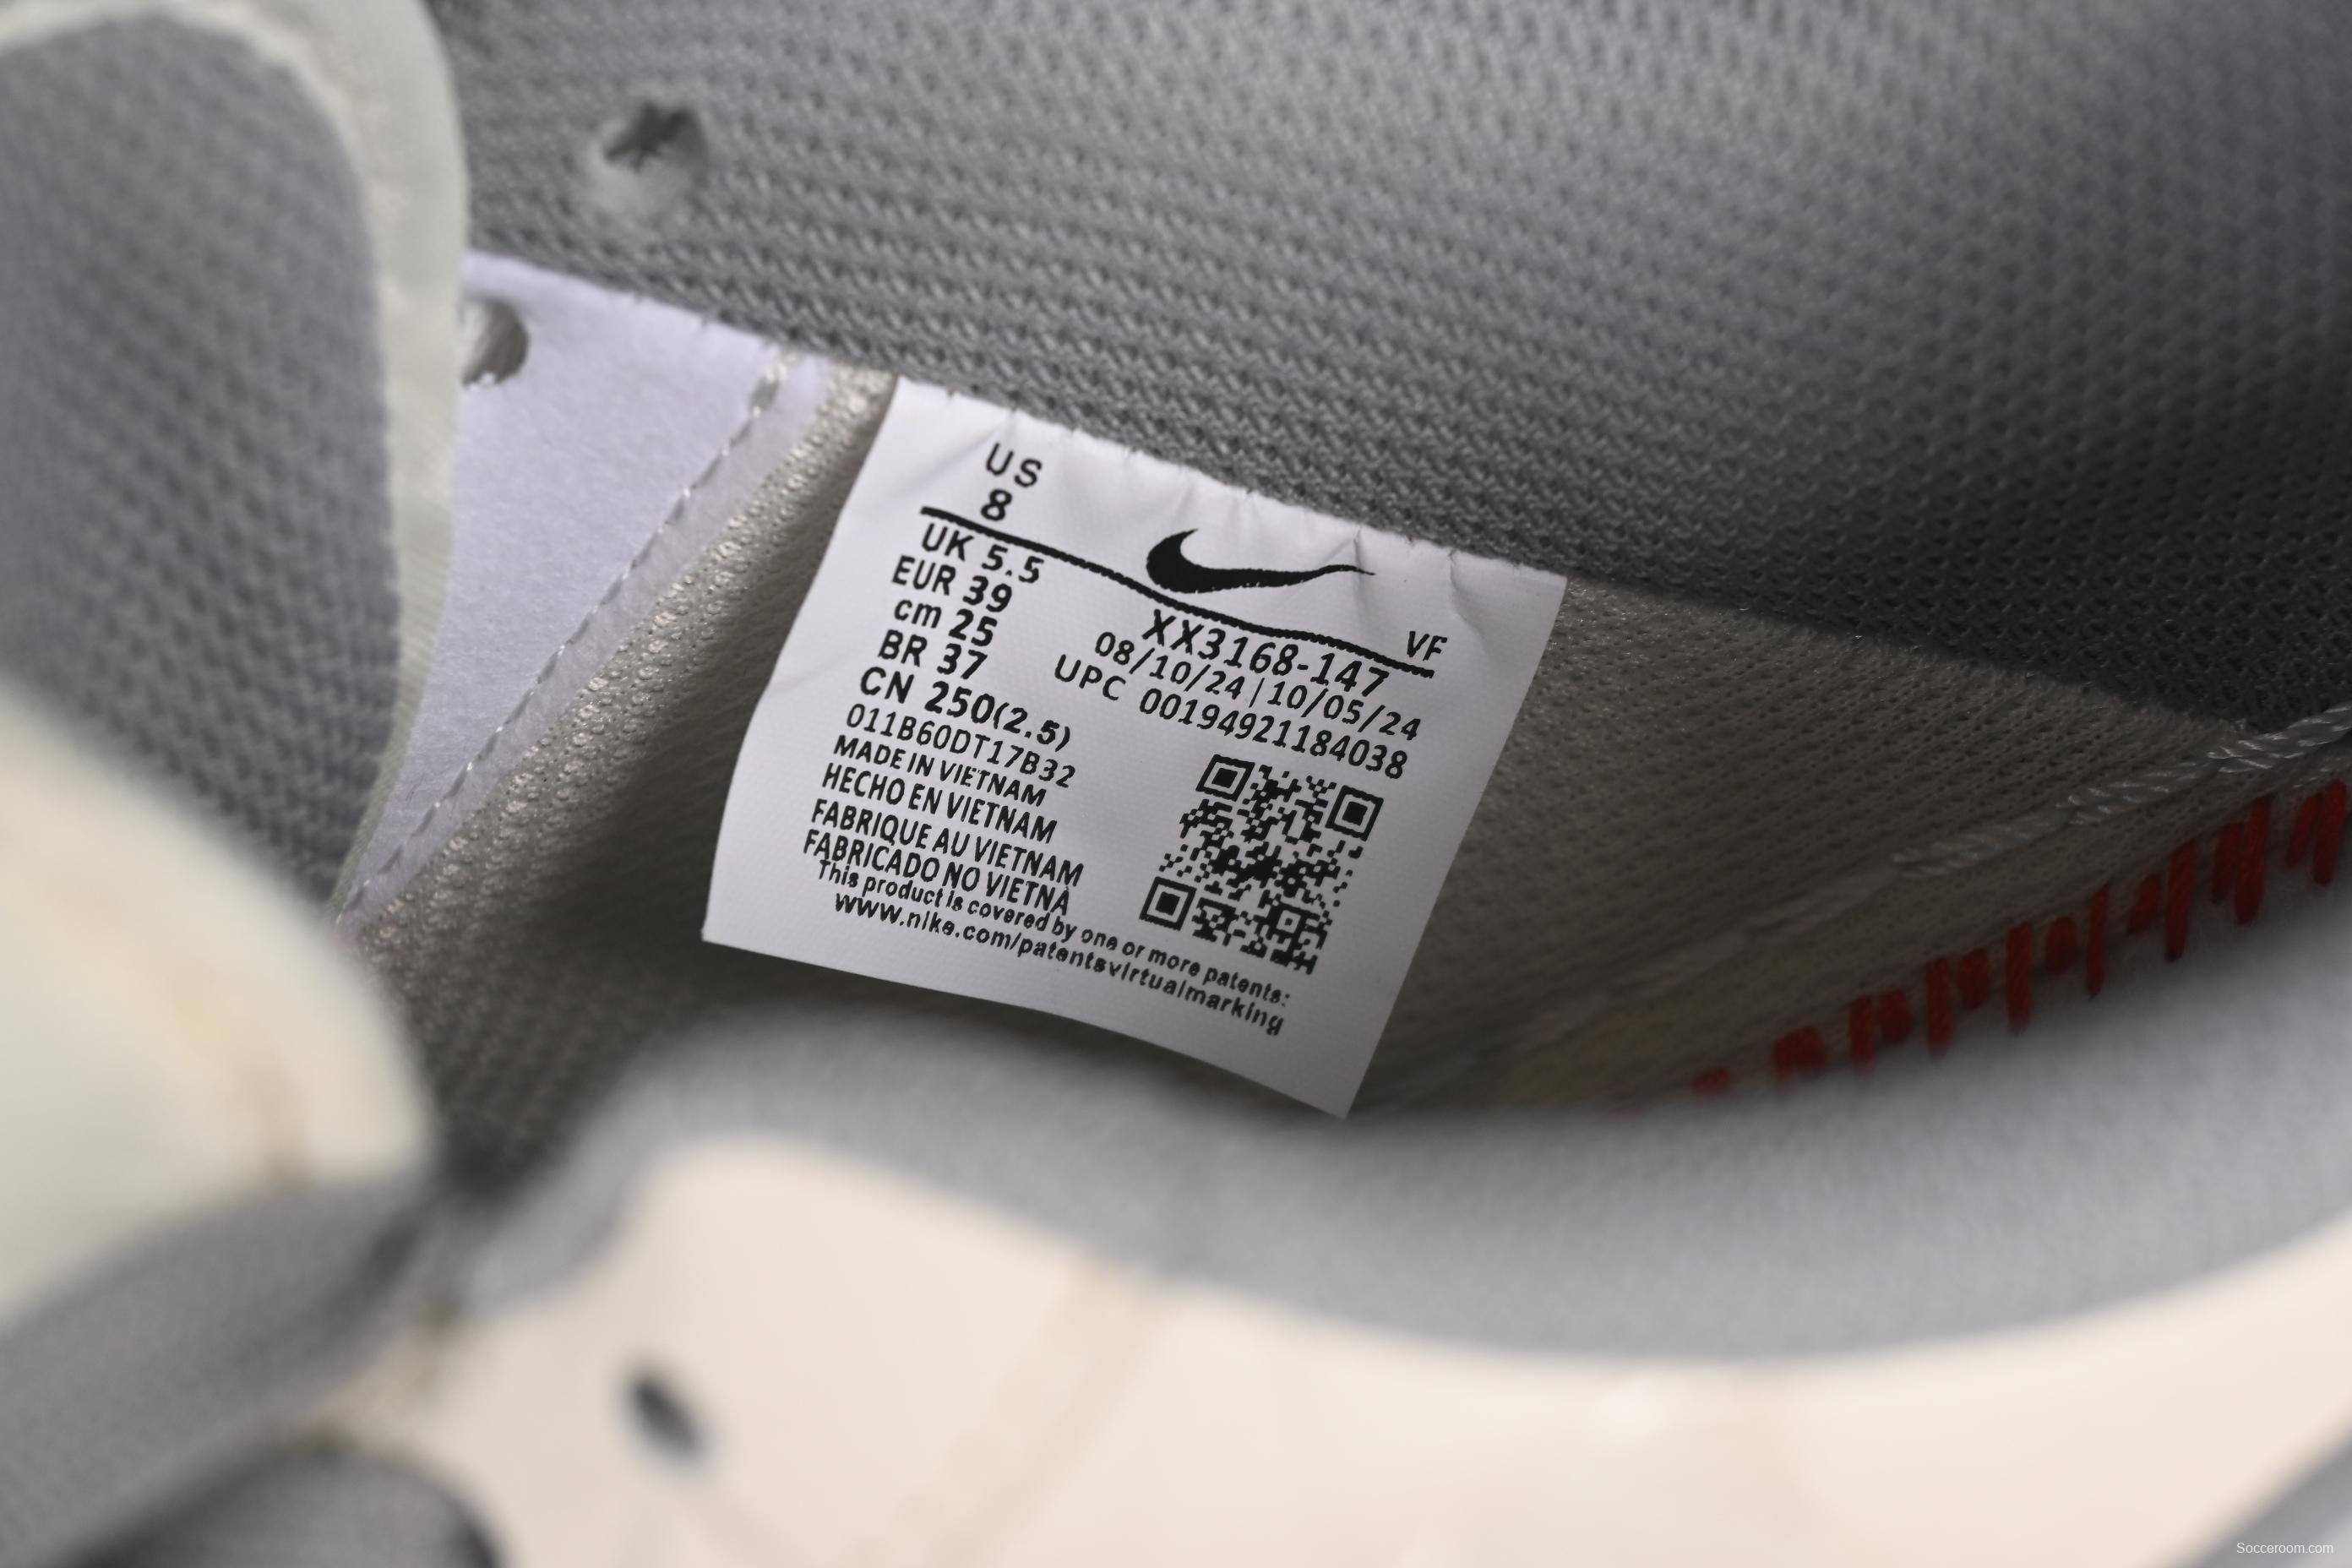 US
8
UK 5.5
EUR 39
cm 25
BR 37
CN 250(2.5)
011B60DT17B32
MADE IN VIETNAM
HECHO EN VIETNAM
FABRIQUE AU VIETNAM
FABRICADO NO VIETNÃ
This product is covered by one or more patents:
www.nike.com/patentsvirtualmarking
VF
XX3168-147
08/10/24|10/05/24
UPC 00194921184038
Socceroom.com